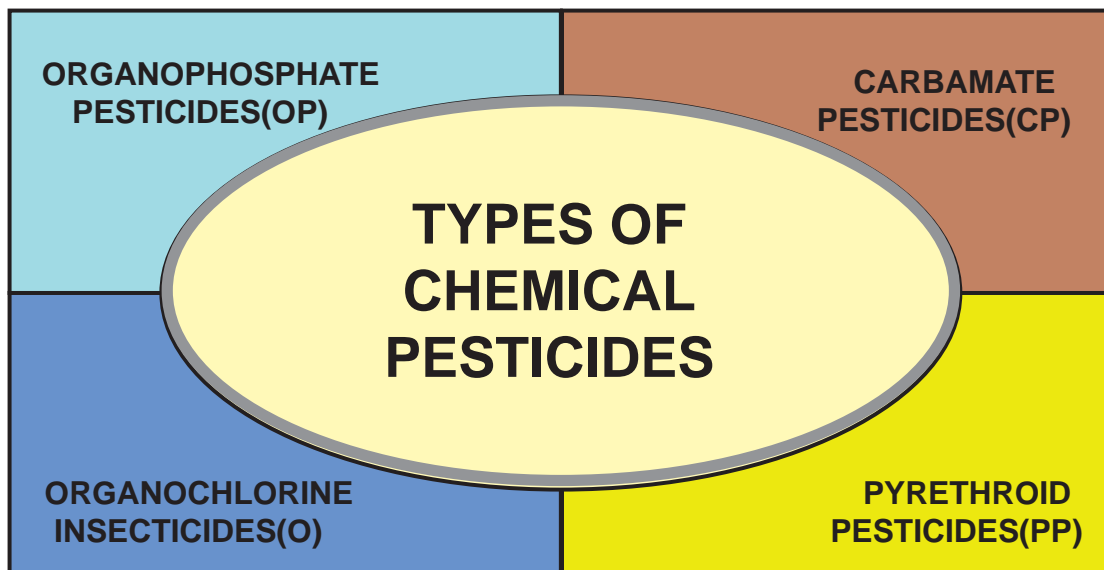 ORGANOPHOSPHATE
PESTICIDES(OP)
CARBAMATE
PESTICIDES(CP)
TYPES OF
CHEMICAL
PESTICIDES
ORGANOCHLORINE
INSECTICIDES(O)
PYRETHROID
PESTICIDES(PP)